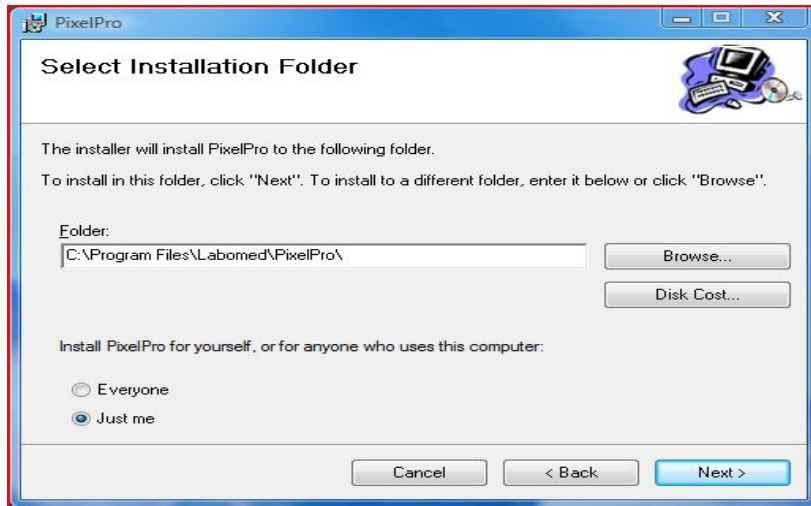 PixelPro
Select Installation Folder
The installer will install PixelPro to the following folder.
To install in this folder, click "Next". To install to a different folder, enter it below or click "Browse".
Folder:
C:\Program Files\Labomed\PixelPro\
Browse...
Disk Cost...
Install PixelPro for yourself, or for anyone who uses this computer:
Everyone
Just me
Cancel
< Back
Next >